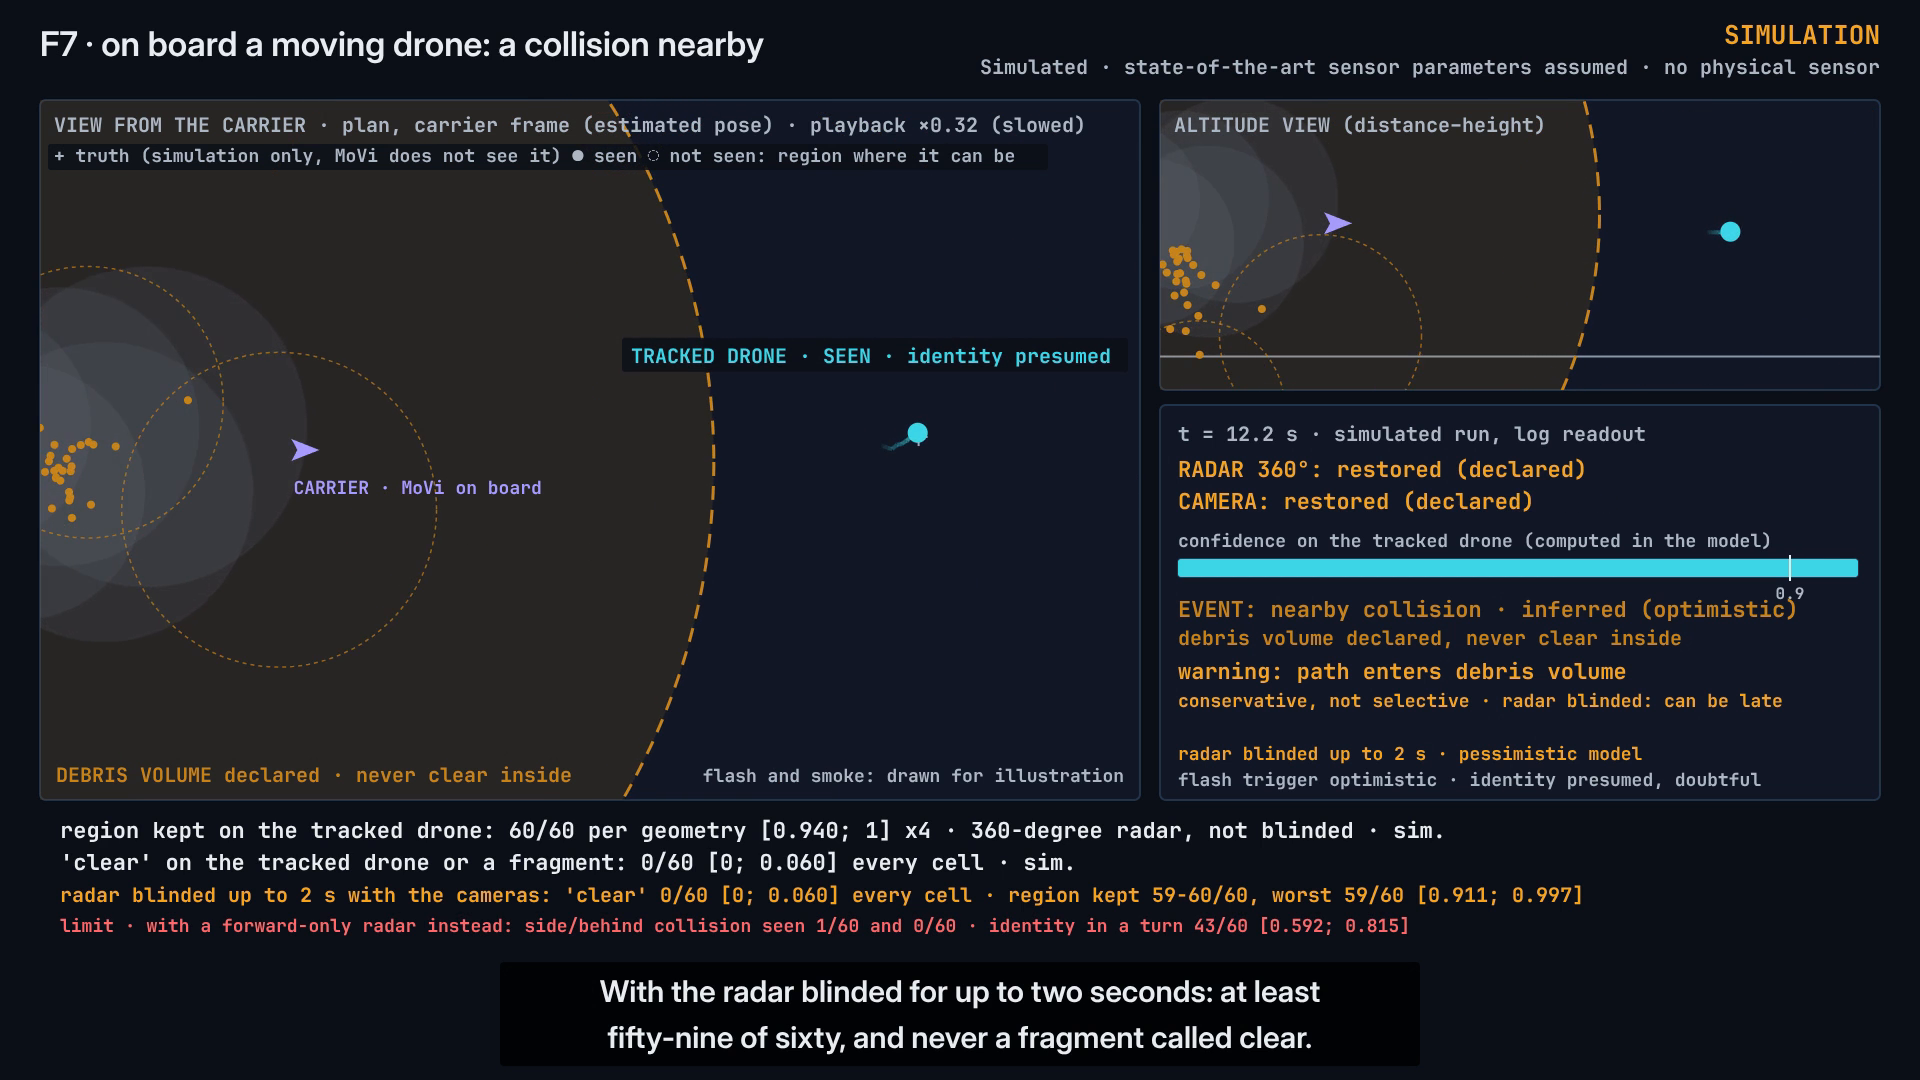 F7 · on board a moving drone: a collision nearby
SIMULATION
Simulated · state-of-the-art sensor parameters assumed · no physical sensor
VIEW FROM THE CARRIER · plan, carrier frame (estimated pose) · playback ×0.32 (slowed)
+ truth (simulation only, MoVi does not see it) ● seen ◌ not seen: region where it can be
TRACKED DRONE · SEEN · identity presumed
CARRIER · MoVi on board
DEBRIS VOLUME declared · never clear inside
flash and smoke: drawn for illustration
ALTITUDE VIEW (distance-height)
t = 12.2 s · simulated run, log readout
RADAR 360°: restored (declared)
CAMERA: restored (declared)
confidence on the tracked drone (computed in the model)
0.9
EVENT: nearby collision · inferred (optimistic)
debris volume declared, never clear inside
warning: path enters debris volume
conservative, not selective · radar blinded: can be late
radar blinded up to 2 s · pessimistic model
flash trigger optimistic · identity presumed, doubtful
region kept on the tracked drone: 60/60 per geometry [0.940; 1] x4 · 360-degree radar, not blinded · sim.
'clear' on the tracked drone or a fragment: 0/60 [0; 0.060] every cell · sim.
radar blinded up to 2 s with the cameras: 'clear' 0/60 [0; 0.060] every cell · region kept 59-60/60, worst 59/60 [0.911; 0.997]
limit · with a forward-only radar instead: side/behind collision seen 1/60 and 0/60 · identity in a turn 43/60 [0.592; 0.815]
With the radar blinded for up to two seconds: at least
fifty-nine of sixty, and never a fragment called clear.